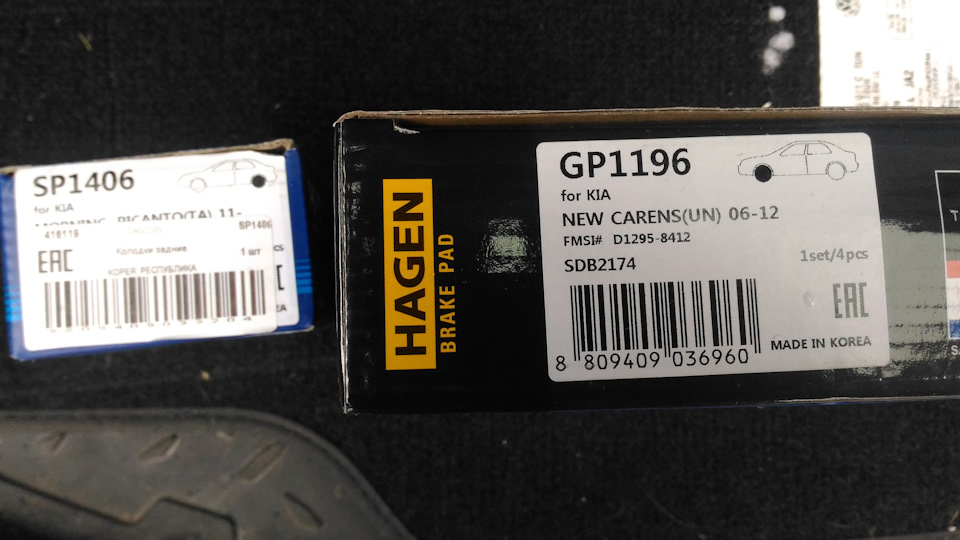 SP1406
for KIA
MORNING, PICANTO(TA) 11-
418119
SP1406
Колодки задние
1 шт
EAC
КОРЕЯ РЕСПУБЛИКА
HAGEN
BRAKE PAD
GP1196
for KIA
NEW CARENS(UN) 06-12
FMSI# D1295-8412
SDB2174
1set/4pcs
EAC
8 809409 036960
MADE IN KOREA